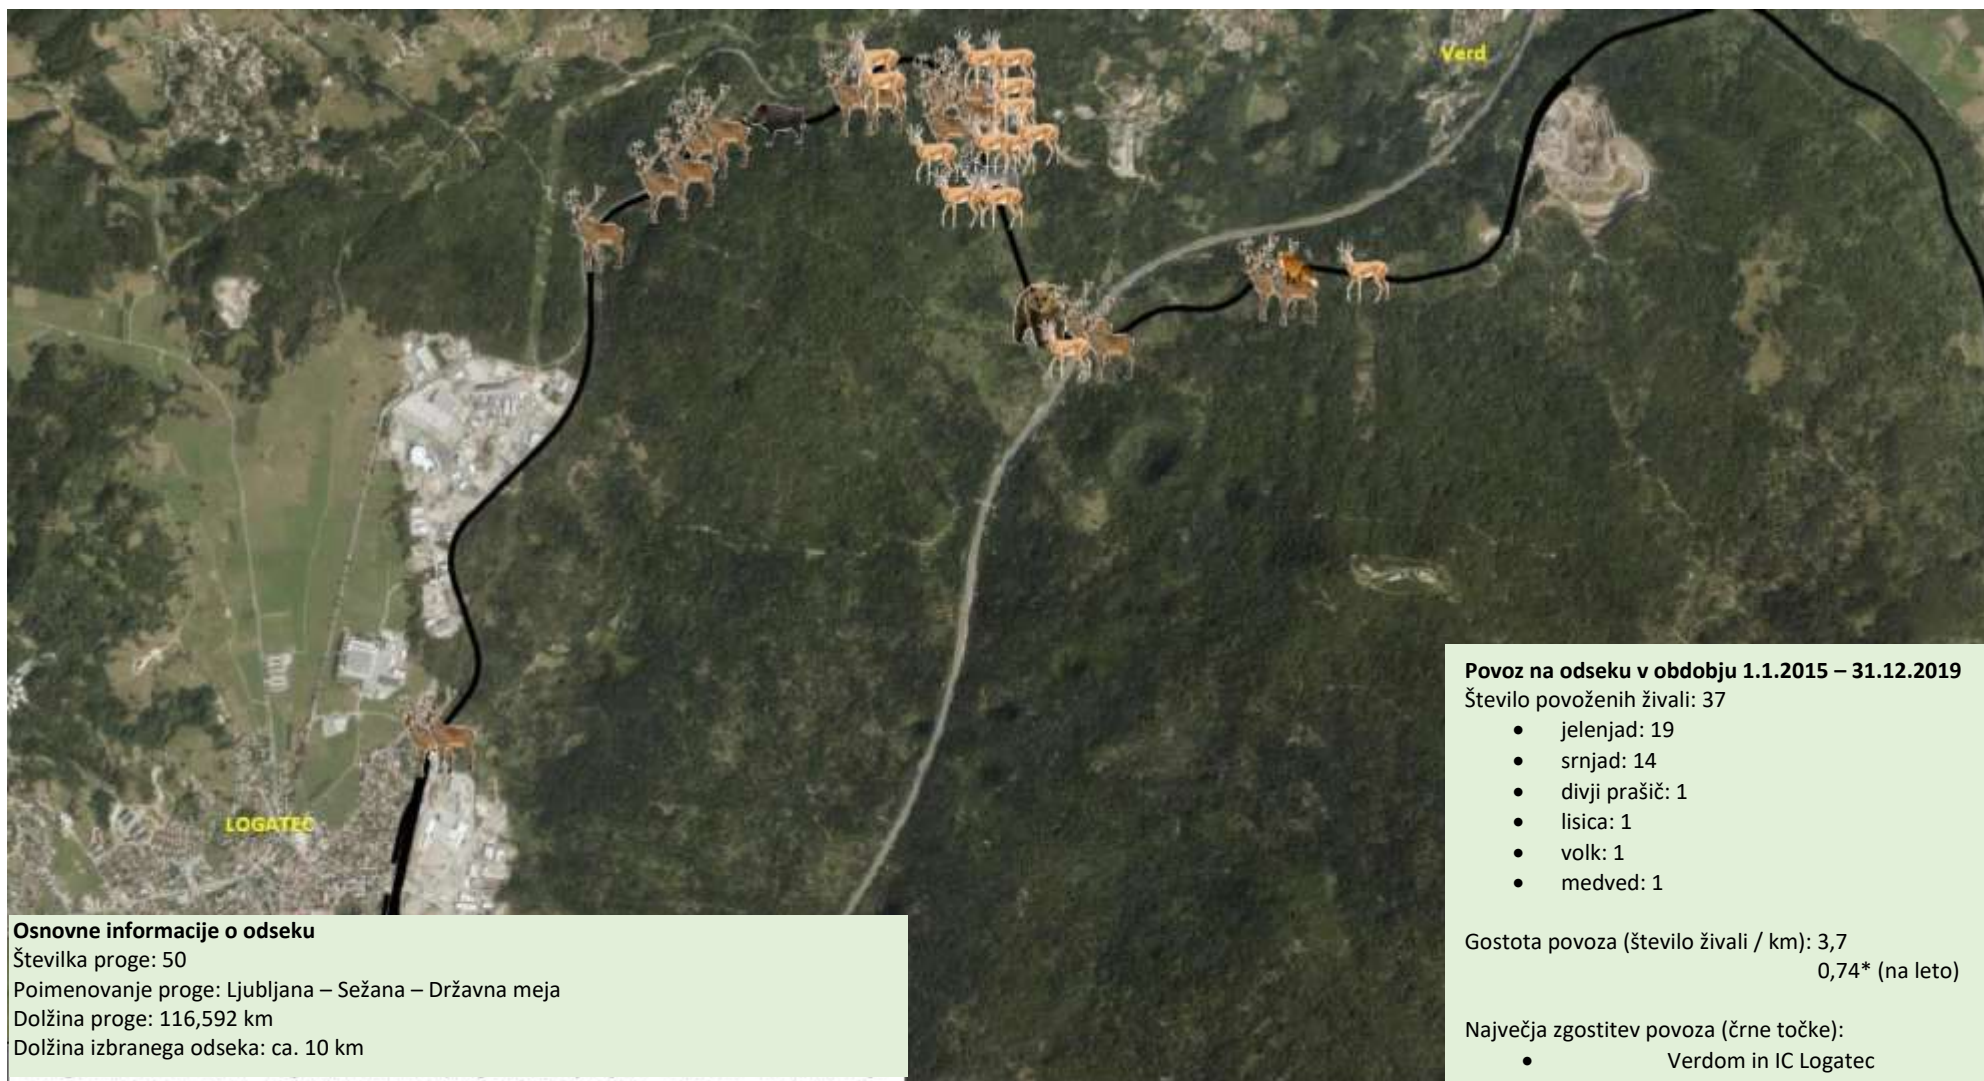 Verd
LOGATEC
Povoz na odseku v obdobju 1.1.2015 – 31.12.2019
Število povoženih živali: 37
• jelenjad: 19
• srnjad: 14
• divji prašič: 1
• lisica: 1
• volk: 1
• medved: 1
Gostota povoza (število živali / km): 3,7
0,74* (na leto)
Največja zgostitev povoza (črne točke):
• Verdom in IC Logatec
Osnovne informacije o odseku
Številka proge: 50
Poimenovanje proge: Ljubljana – Sežana – Državna meja
Dolžina proge: 116,592 km
Dolžina izbranega odseka: ca. 10 km